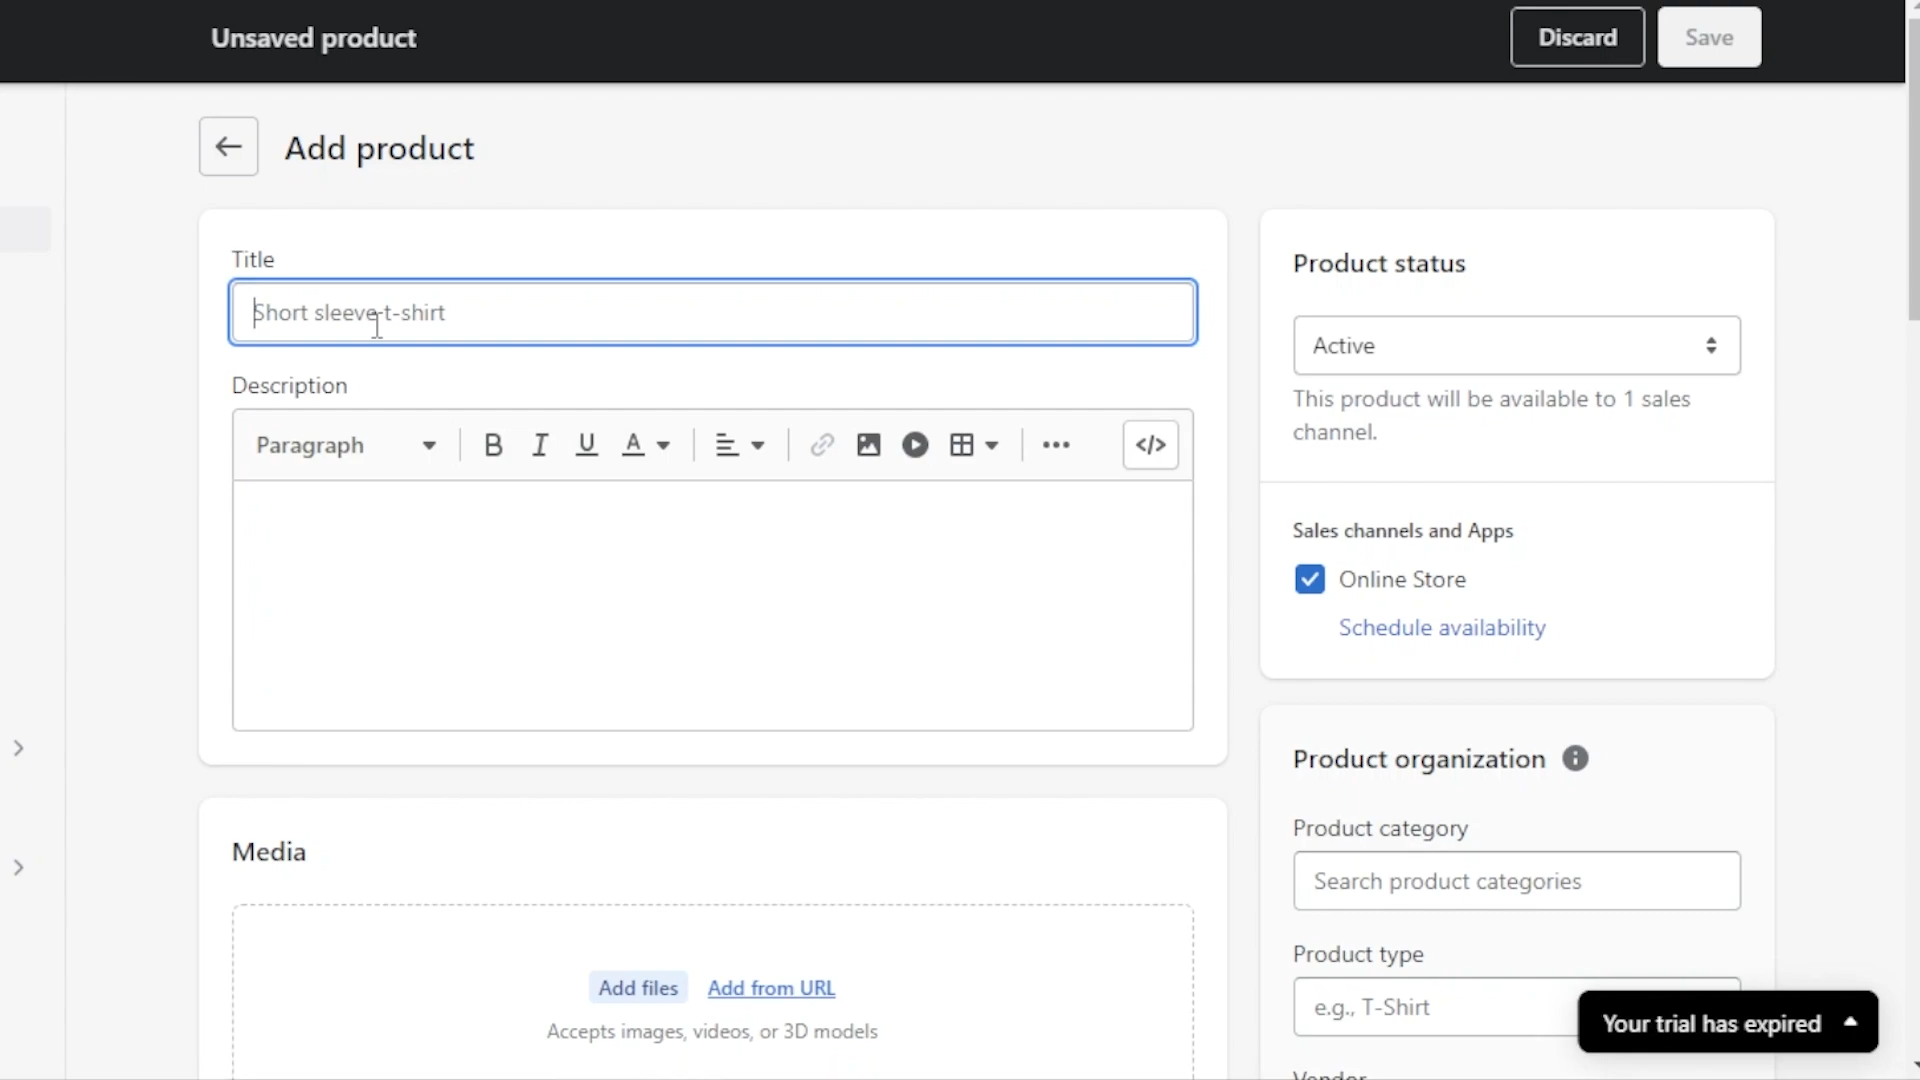 Unsaved product
Discard
Save
Add product
Title
Short sleeve t-shirt
Description
Paragraph
B I U A
</>
Media
Add files Add from URL
Accepts images, videos, or 3D models
Product status
Active
This product will be available to 1 sales
channel.
Sales channels and Apps
Online Store
Schedule availability
Product organization
Product category
Search product categories
Product type
e.g., T-Shirt
Your trial has expired
Vendor